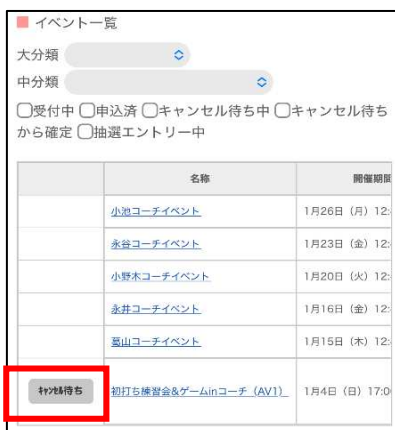 イベント一覧
大分類
中分類
受付中 申込済 キャンセル待ち中 キャンセル待ち
から確定 抽選エントリー中
名称 開催期間
小池コーチイベント 1月26日（月）12:
永谷コーチイベント 1月23日（金）12:
小野木コーチイベント 1月20日（火）12:
永井コーチイベント 1月16日（金）12:
葛山コーチイベント 1月15日（木）12:
ｷｬﾝｾﾙ待ち 初打ち練習会&ゲームinコーチ（AV1） 1月4日（日）17:0